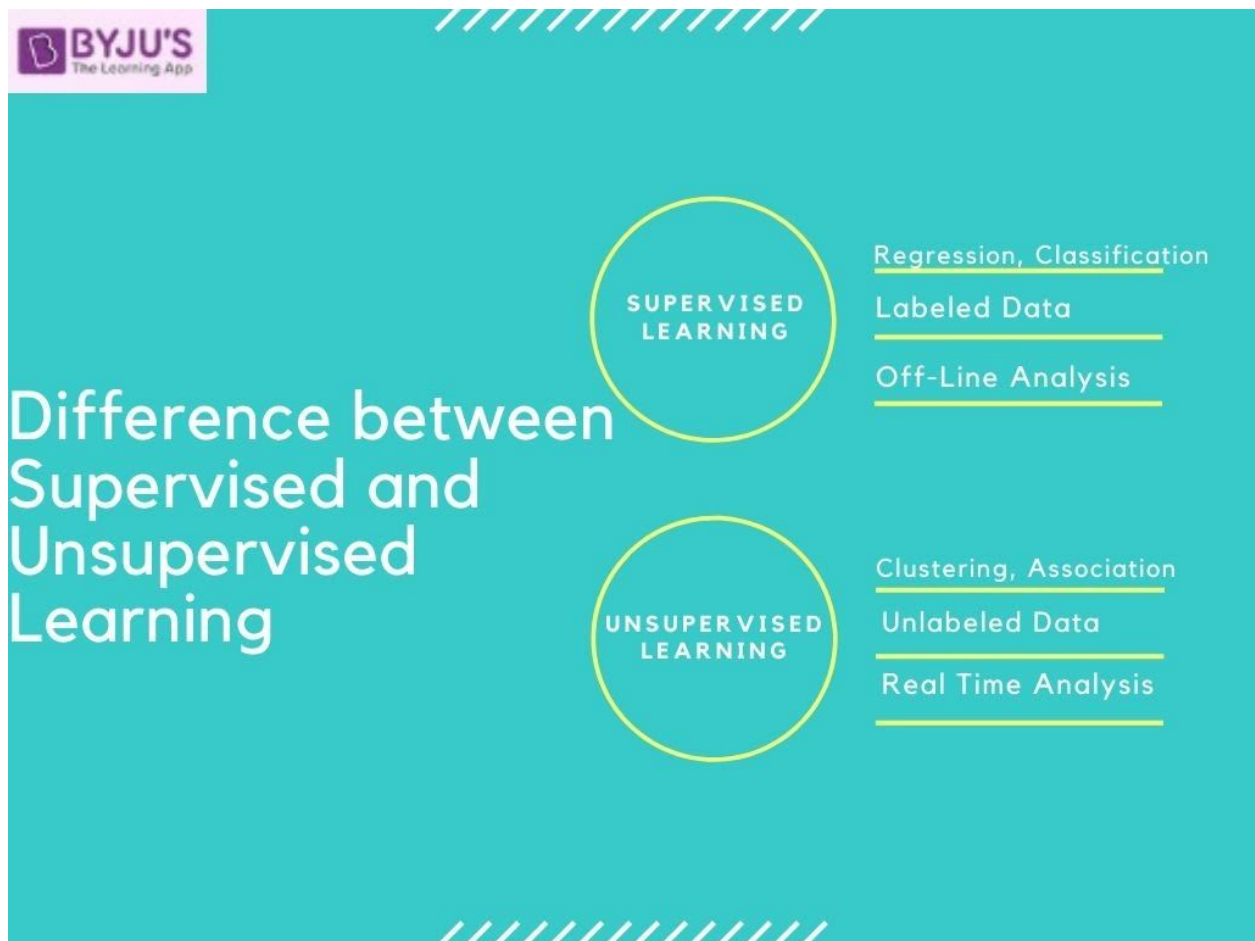 BYJU'S
The Learning App
Difference between
Supervised and
Unsupervised
Learning
SUPERVISED
LEARNING
Regression, Classification
Labeled Data
Off-Line Analysis
UNSUPERVISED
LEARNING
Clustering, Association
Unlabeled Data
Real Time Analysis